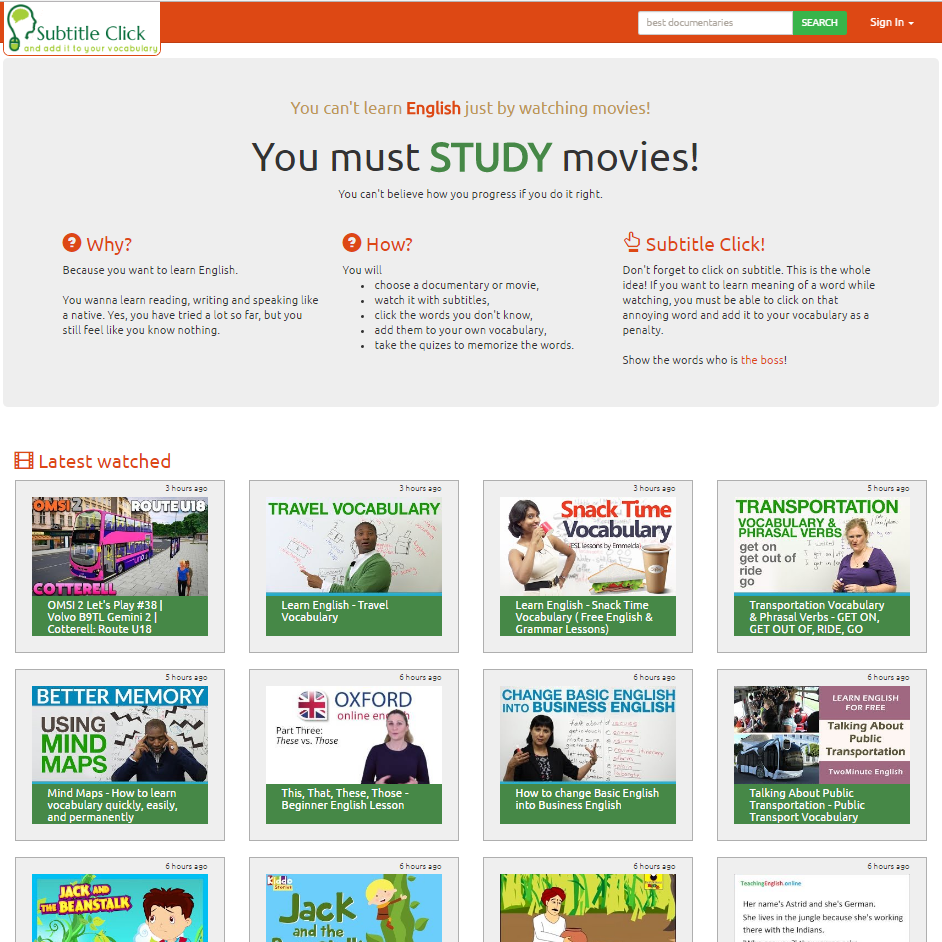 Subtitle Click
and add it to your vocabulary
best documentaries
SEARCH
Sign In
You can't learn English just by watching movies!
You must STUDY movies!
You can't believe how you progress if you do it right.
Why?
Because you want to learn English.
You wanna learn reading, writing and speaking like
a native. Yes, you have tried a lot so far, but you
still feel like you know nothing.
How?
You will
choose a documentary or movie,
watch it with subtitles,
click the words you don't know,
add them to your own vocabulary,
take the quizes to memorize the words.
Subtitle Click!
Don't forget to click on subtitle. This is the whole
idea! If you want to learn meaning of a word while
watching, you must be able to click on that
annoying word and add it to your vocabulary as a
penalty.
Show the words who is the boss!
Latest watched
3 hours ago
OMSI 2
ROUTE U18
COTTERELL
OMSI 2 Let's Play #38 |
Volvo B9TL Gemini 2 |
Cotterell: Route U18
3 hours ago
TRAVEL VOCABULARY
Learn English - Travel
Vocabulary
3 hours ago
Snack Time
Vocabulary
ESL lessons by Emmeida
Learn English - Snack Time
Vocabulary ( Free English &
Grammar Lessons)
5 hours ago
TRANSPORTATION
VOCABULARY &
PHRASAL VERBS
get on
get out of
ride
go
Transportation Vocabulary
& Phrasal Verbs - GET ON,
GET OUT OF, RIDE, GO
5 hours ago
BETTER MEMORY
USING
MIND
MAPS
Mind Maps - How to learn
vocabulary quickly, easily,
and permanently
6 hours ago
OXFORD
online en
Part Three:
These vs. Those
This, That, These, Those -
Beginner English Lesson
6 hours ago
CHANGE BASIC ENGLISH
INTO BUSINESS ENGLISH
How to change Basic English
into Business English
6 hours ago
LEARN ENGLISH
FOR FREE
Talking About
Public
Transportation
TwoMinute English
Talking About Public
Transportation - Public
Transport Vocabulary
6 hours ago
JACK AND
THE BEANSTALK
6 hours ago
Stories
Jack
and the
6 hours ago
6 hours ago
TeachingEnglish.online
Her name's Astrid and she's German.
She lives in the jungle because she's working
there with the Indians.